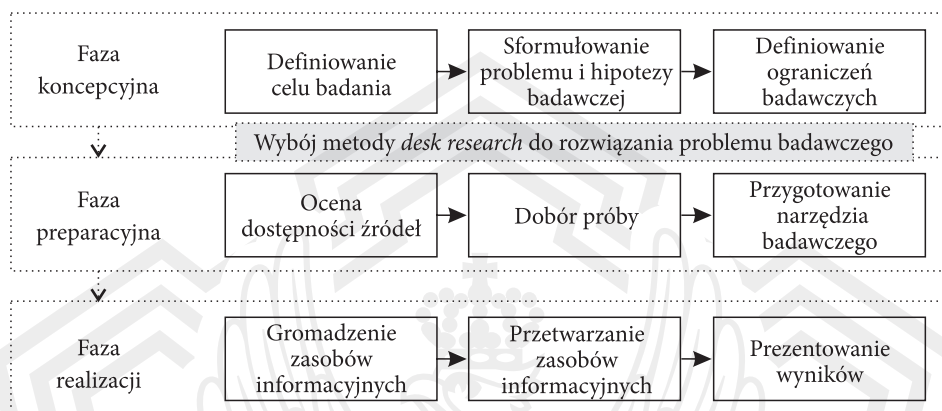 Faza
koncepcyjna
Definiowanie
celu badania
Sformułowanie
problemu i hipotezy
badawczej
Definiowanie
ograniczeń
badawczych
Wybój metody desk research do rozwiązania problemu badawczego
Faza
preparacyjna
Ocena
dostępności źródeł
Dobór próby
Przygotowanie
narzędzia
badawczego
Faza
realizacji
Gromadzenie
zasobów
informacyjnych
Przetwarzanie
zasobów
informacyjnych
Prezentowanie
wyników